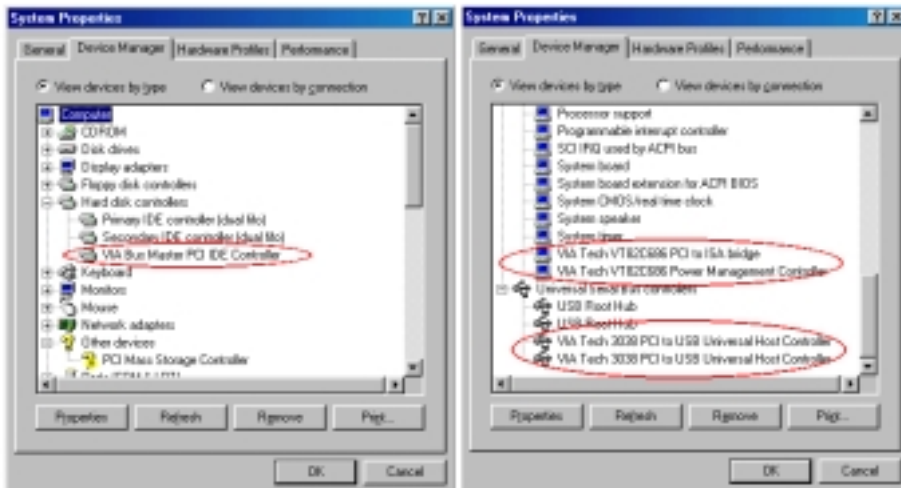 System Properties
General Device Manager Hardware Profiles Performance
View devices by type View devices by connection
Computer
CDROM
Disk drives
Display adapters
Floppy disk controllers
Hard disk controllers
Primary IDE controller (dual fifo)
Secondary IDE controller (dual fifo)
VIA Bus Master PCI IDE Controller
Keyboard
Monitors
Mouse
Network adapters
Other devices
PCI Mass Storage Controller
Properties Refresh Remove Print...
OK Cancel
System Properties
General Device Manager Hardware Profiles Performance
View devices by type View devices by connection
Processor support
Programmable interrupt controller
SCI IRQ used by ACPI bus
System board
System board extension for ACPI BIOS
System CMOS/real time clock
System speaker
System timer
VIA Tech VT82C686 PCI to ISA bridge
VIA Tech VT82C686 Power Management Controller
Universal serial bus controllers
USB Root Hub
USB Root Hub
VIA Tech 3038 PCI to USB Universal Host Controller
VIA Tech 3038 PCI to USB Universal Host Controller
Properties Refresh Remove Print...
OK Cancel